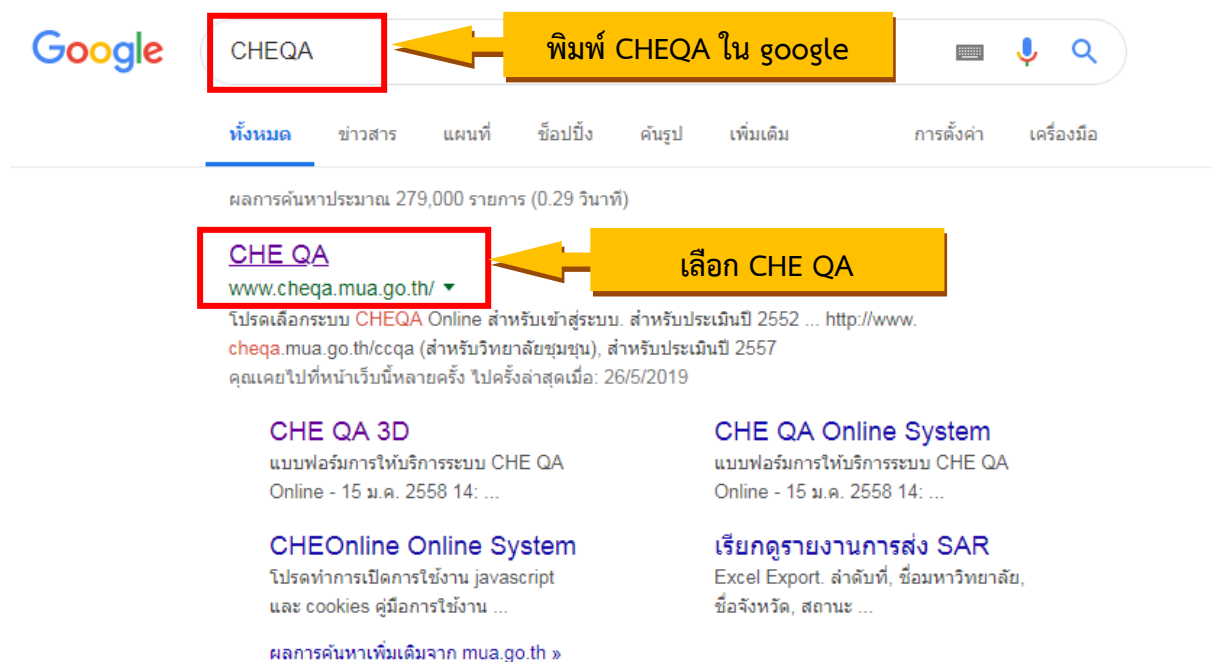 Google
CHEQA
พิมพ์ CHEQA ใน google
ทั้งหมด ข่าวสาร แผนที่ ช็อปปิ้ง ค้นรูป เพิ่มเติม การตั้งค่า เครื่องมือ
ผลการค้นหาประมาณ 279,000 รายการ (0.29 วินาที)
CHE QA
เลือก CHE QA
www.cheqa.mua.go.th/
โปรดเลือกระบบ CHEQA Online สำหรับเข้าสู่ระบบ. สำหรับประเมินปี 2552 ... http://www.
cheqa.mua.go.th/ccqa (สำหรับวิทยาลัยชุมชุน), สำหรับประเมินปี 2557
คุณเคยไปที่หน้าเว็บนี้หลายครั้ง ไปครั้งล่าสุดเมื่อ: 26/5/2019
CHE QA 3D
แบบฟอร์มการให้บริการระบบ CHE QA
Online - 15 ม.ค. 2558 14: ...
CHE QA Online System
แบบฟอร์มการให้บริการระบบ CHE QA
Online - 15 ม.ค. 2558 14: ...
CHEOnline Online System
โปรดทำการเปิดการใช้งาน javascript
และ cookies คู่มือการใช้งาน ...
เรียกดูรายงานการส่ง SAR
Excel Export. ลำดับที่, ชื่อมหาวิทยาลัย,
ชื่อจังหวัด, สถานะ ...
ผลการค้นหาเพิ่มเติมจาก mua.go.th »